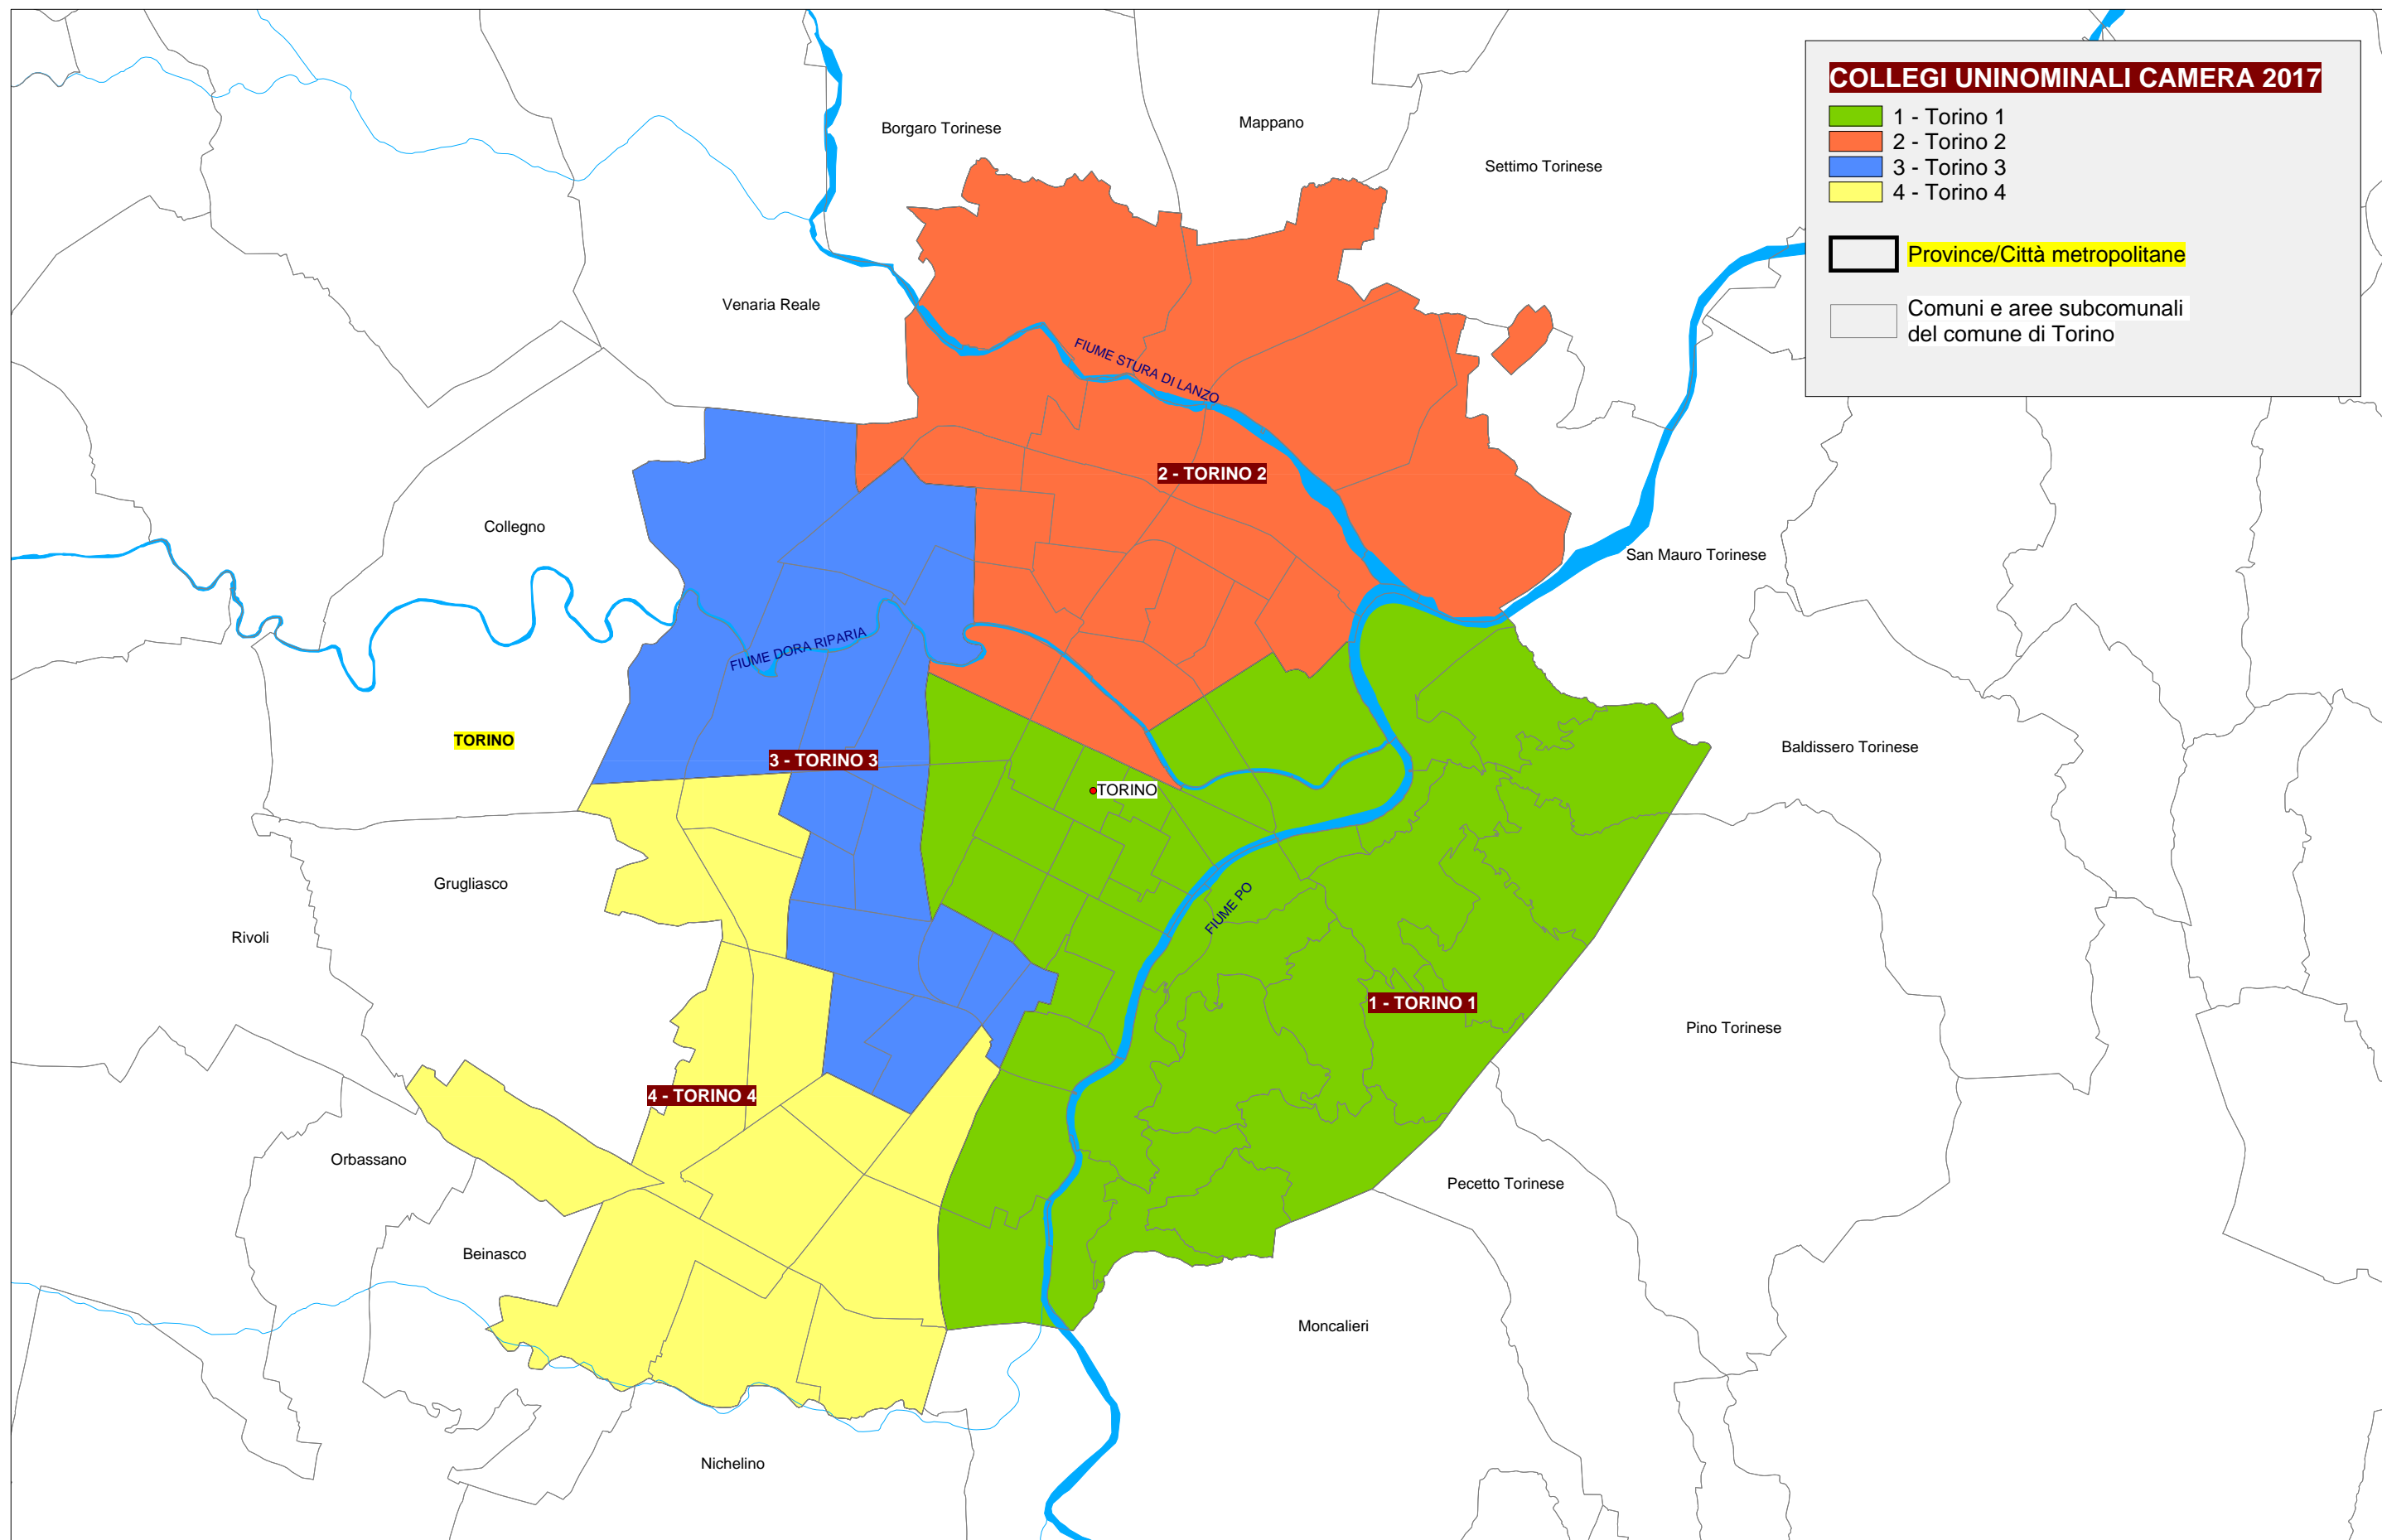 COLLEGI UNINOMINALI CAMERA 2017
1 - Torino 1
2 - Torino 2
3 - Torino 3
4 - Torino 4
Province/Città metropolitane
Comuni e aree subcomunali
del comune di Torino
Borgaro Torinese
Mappano
Settimo Torinese
Venaria Reale
FIUME STURA DI LANZO
2 - TORINO 2
Collegno
San Mauro Torinese
FIUME DORA RIPARIA
TORINO
3 - TORINO 3
Baldissero Torinese
TORINO
Grugliasco
FIUME PO
Rivoli
1 - TORINO 1
Pino Torinese
4 - TORINO 4
Orbassano
Pecetto Torinese
Beinasco
Moncalieri
Nichelino